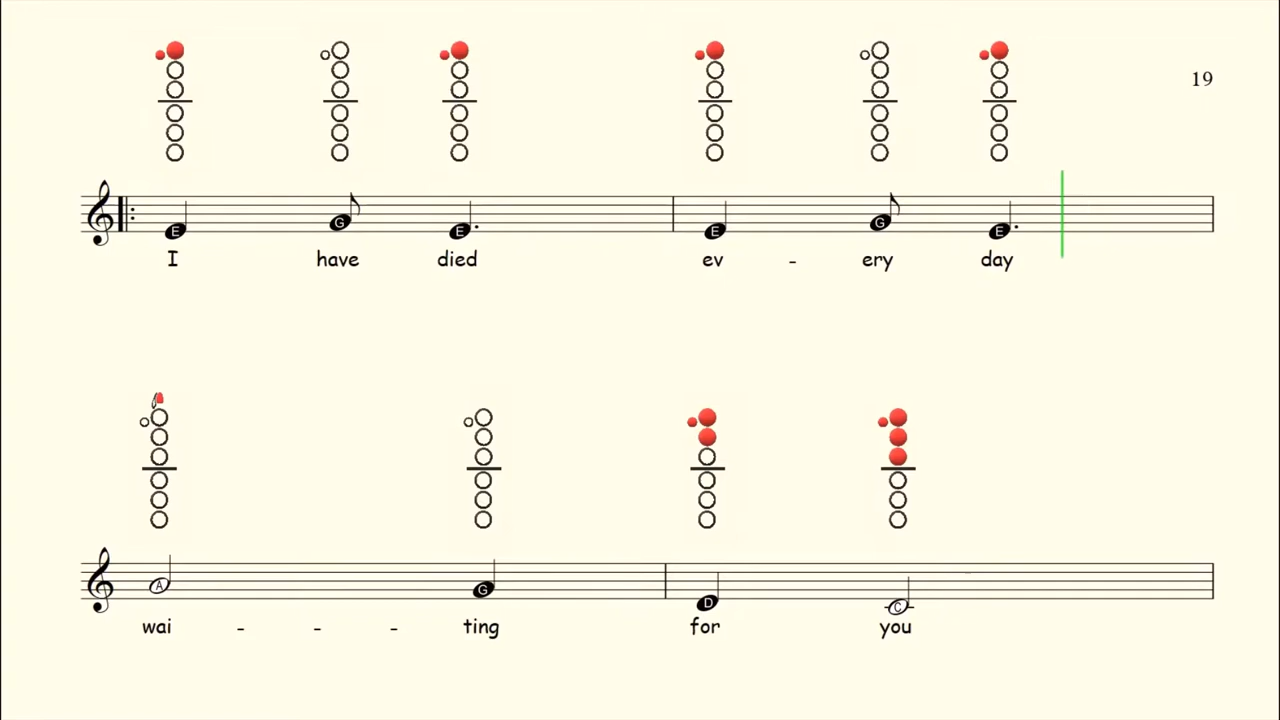 19
E G E E G E
I have died ev - ery day
A G D C
wai - - - ting for you